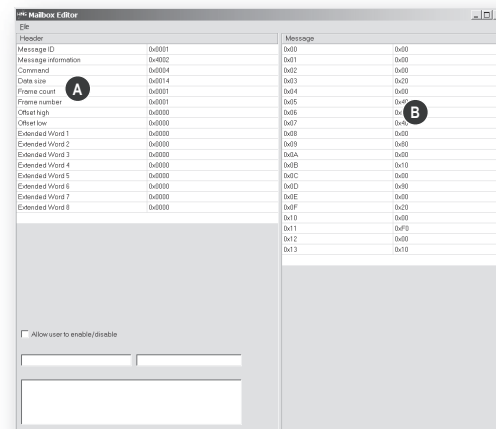 Mailbox Editor
File
Header
Message ID 0x0001
Message information 0x4002
Command 0x0004
Data size 0x0014
Frame count 0x0001
Frame number 0x0001
Offset high 0x0000
Offset low 0x0000
Extended Word 1 0x0000
Extended Word 2 0x0000
Extended Word 3 0x0000
Extended Word 4 0x0000
Extended Word 5 0x0000
Extended Word 6 0x0000
Extended Word 7 0x0000
Extended Word 8 0x0000
A
Allow user to enable/disable
Message
0x00 0x00
0x01 0x00
0x02 0x00
0x03 0x20
0x04 0x00
0x05
0x06
0x07
0x08 0x00
0x09 0x80
0x0A 0x00
0x0B 0x10
0x0C 0x00
0x0D 0x90
0x0E 0x00
0x0F 0x20
0x10 0x00
0x11 0xF0
0x12 0x00
0x13 0x10
B